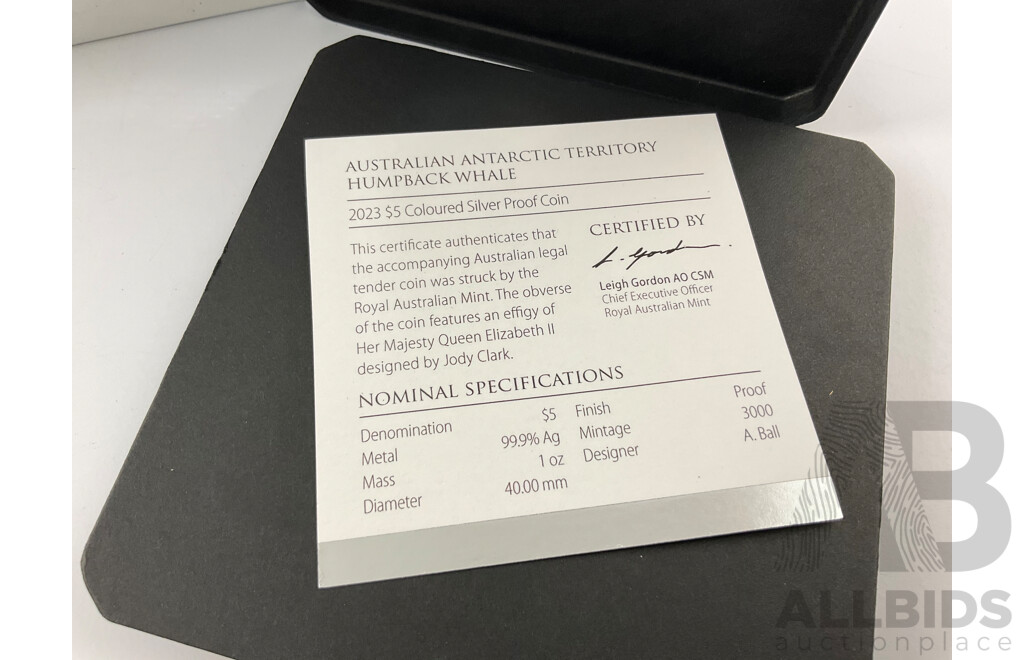 AUSTRALIAN ANTARCTIC TERRITORY
HUMPBACK WHALE
2023 $5 Coloured Silver Proof Coin
This certificate authenticates that
the accompanying Australian legal
tender coin was struck by the
Royal Australian Mint. The obverse
of the coin features an effigy of
Her Majesty Queen Elizabeth II
designed by Jody Clark.
CERTIFIED BY
L. Gordon.
Leigh Gordon AO CSM
Chief Executive Officer
Royal Australian Mint
NOMINAL SPECIFICATIONS
Denomination $5 Finish Proof
Metal 99.9% Ag Mintage 3000
Mass 1 oz Designer A. Ball
Diameter 40.00 mm
AB
ALLBIDS
auctionplace